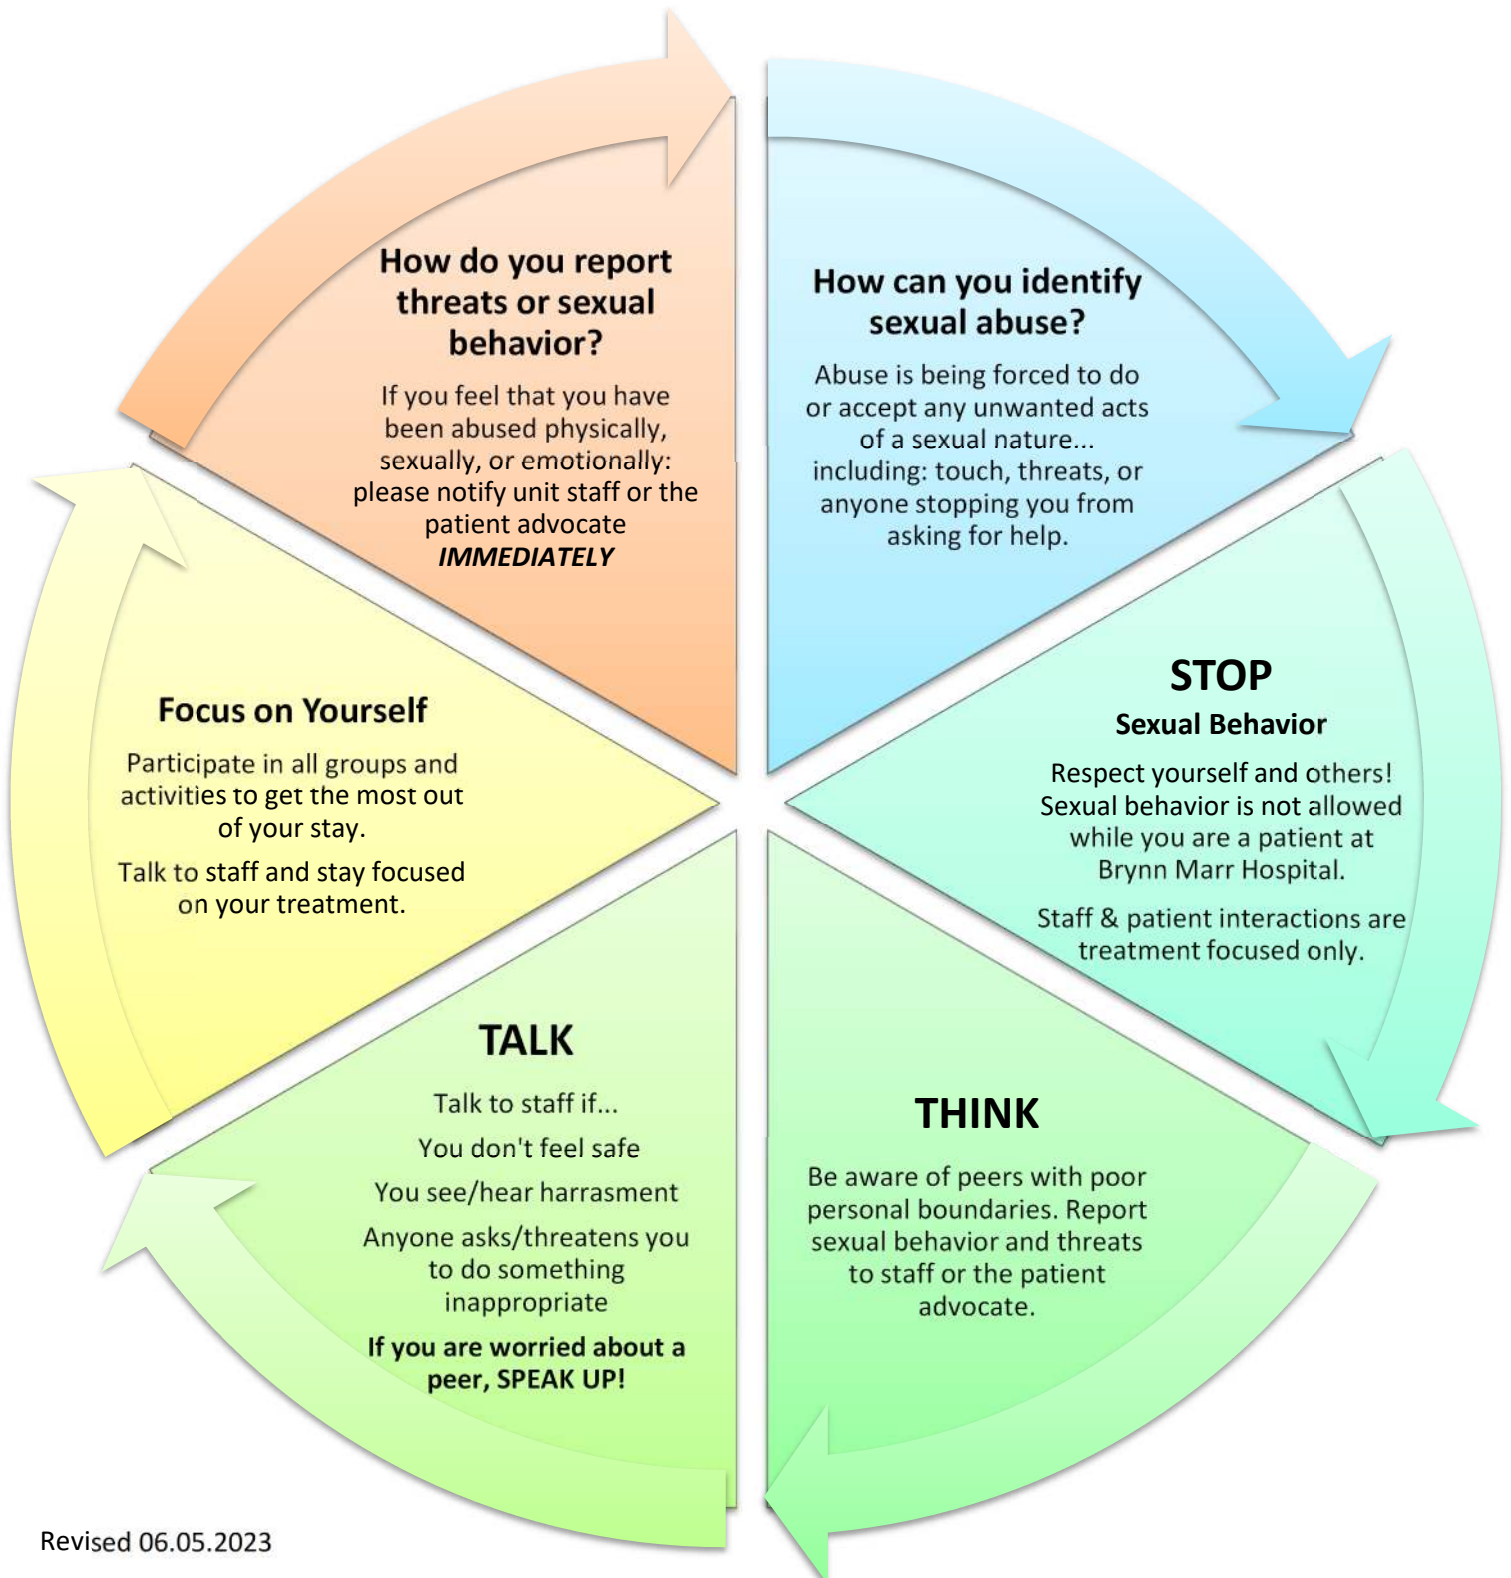 How do you report
threats or sexual
behavior?
If you feel that you have
been abused physically,
sexually, or emotionally:
please notify unit staff or the
patient advocate
IMMEDIATELY
How can you identify
sexual abuse?
Abuse is being forced to do
or accept any unwanted acts
of a sexual nature...
including: touch, threats, or
anyone stopping you from
asking for help.
STOP
Sexual Behavior
Respect yourself and others!
Sexual behavior is not allowed
while you are a patient at
Brynn Marr Hospital.
Staff & patient interactions are
treatment focused only.
THINK
Be aware of peers with poor
personal boundaries. Report
sexual behavior and threats
to staff or the patient
advocate.
TALK
Talk to staff if...
You don't feel safe
You see/hear harrasment
Anyone asks/threatens you
to do something
inappropriate
If you are worried about a
peer, SPEAK UP!
Focus on Yourself
Participate in all groups and
activities to get the most out
of your stay.
Talk to staff and stay focused
on your treatment.
Revised 06.05.2023